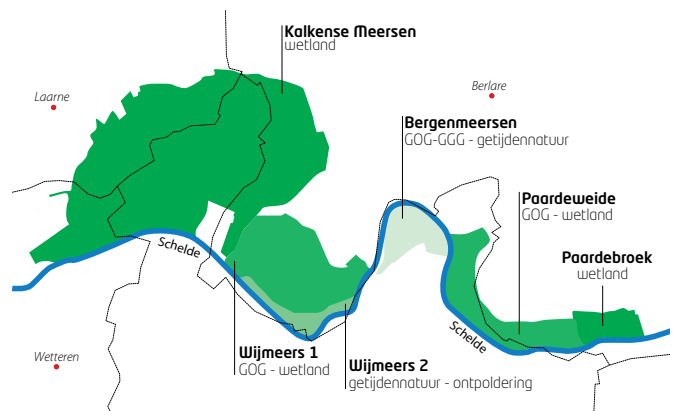 Kalkense Meersen
wetland
Laarne
Berlare
Bergenmeersen
GOG-GGG - getijdennatuur
Paardeweide
GOG - wetland
Schelde
Paardebroek
wetland
Schelde
Wijmeers 1
GOG - wetland
Wijmeers 2
getijdennatuur - ontpoldering
Wetteren